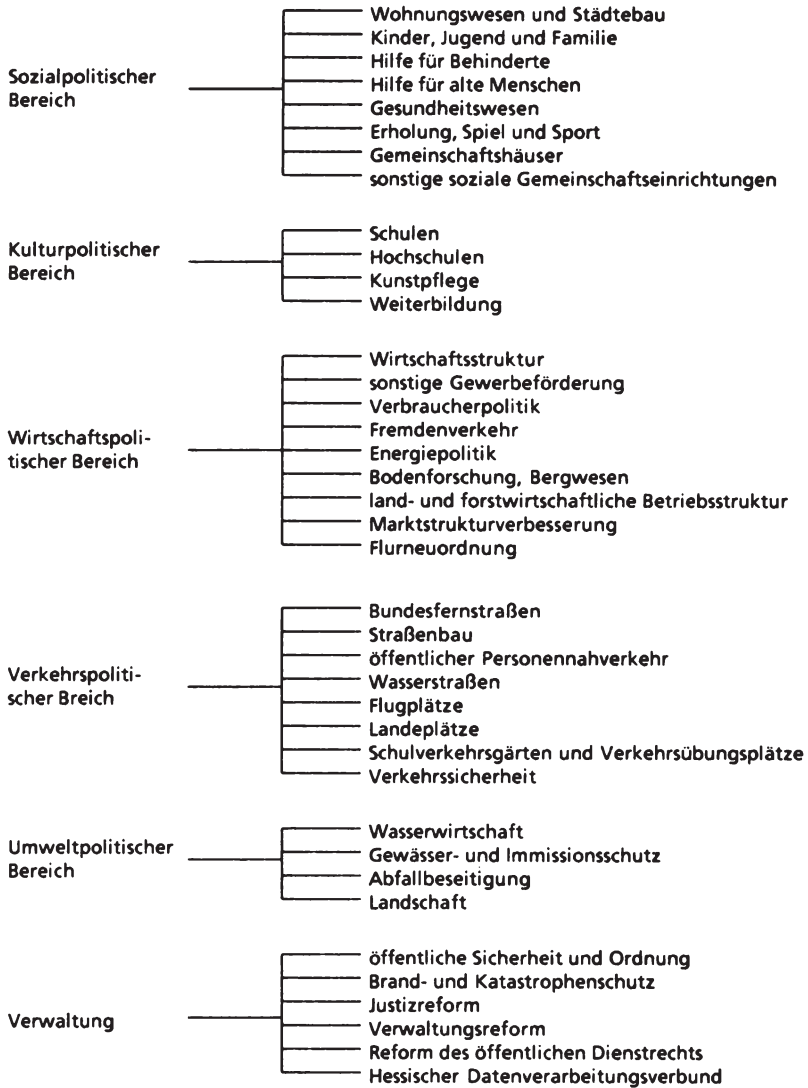 Sozialpolitischer
Bereich
Wohnungswesen und Städtebau
Kinder, Jugend und Familie
Hilfe für Behinderte
Hilfe für alte Menschen
Gesundheitswesen
Erholung, Spiel und Sport
Gemeinschaftshäuser
sonstige soziale Gemeinschaftseinrichtungen
Kulturpolitischer
Bereich
Schulen
Hochschulen
Kunstpflege
Weiterbildung
Wirtschaftspoli-
tischer Bereich
Wirtschaftsstruktur
sonstige Gewerbeförderung
Verbraucherpolitik
Fremdenverkehr
Energiepolitik
Bodenforschung, Bergwesen
land- und forstwirtschaftliche Betriebsstruktur
Marktstrukturverbesserung
Flurneuordnung
Verkehrspoliti-
scher Breich
Bundesfernstraßen
Straßenbau
öffentlicher Personennahverkehr
Wasserstraßen
Flugplätze
Landeplätze
Schulverkehrsgärten und Verkehrsübungsplätze
Verkehrssicherheit
Umweltpolitischer
Bereich
Wasserwirtschaft
Gewässer- und Immissionsschutz
Abfallbeseitigung
Landschaft
Verwaltung
öffentliche Sicherheit und Ordnung
Brand- und Katastrophenschutz
Justizreform
Verwaltungsreform
Reform des öffentlichen Dienstrechts
Hessischer Datenverarbeitungsverbund